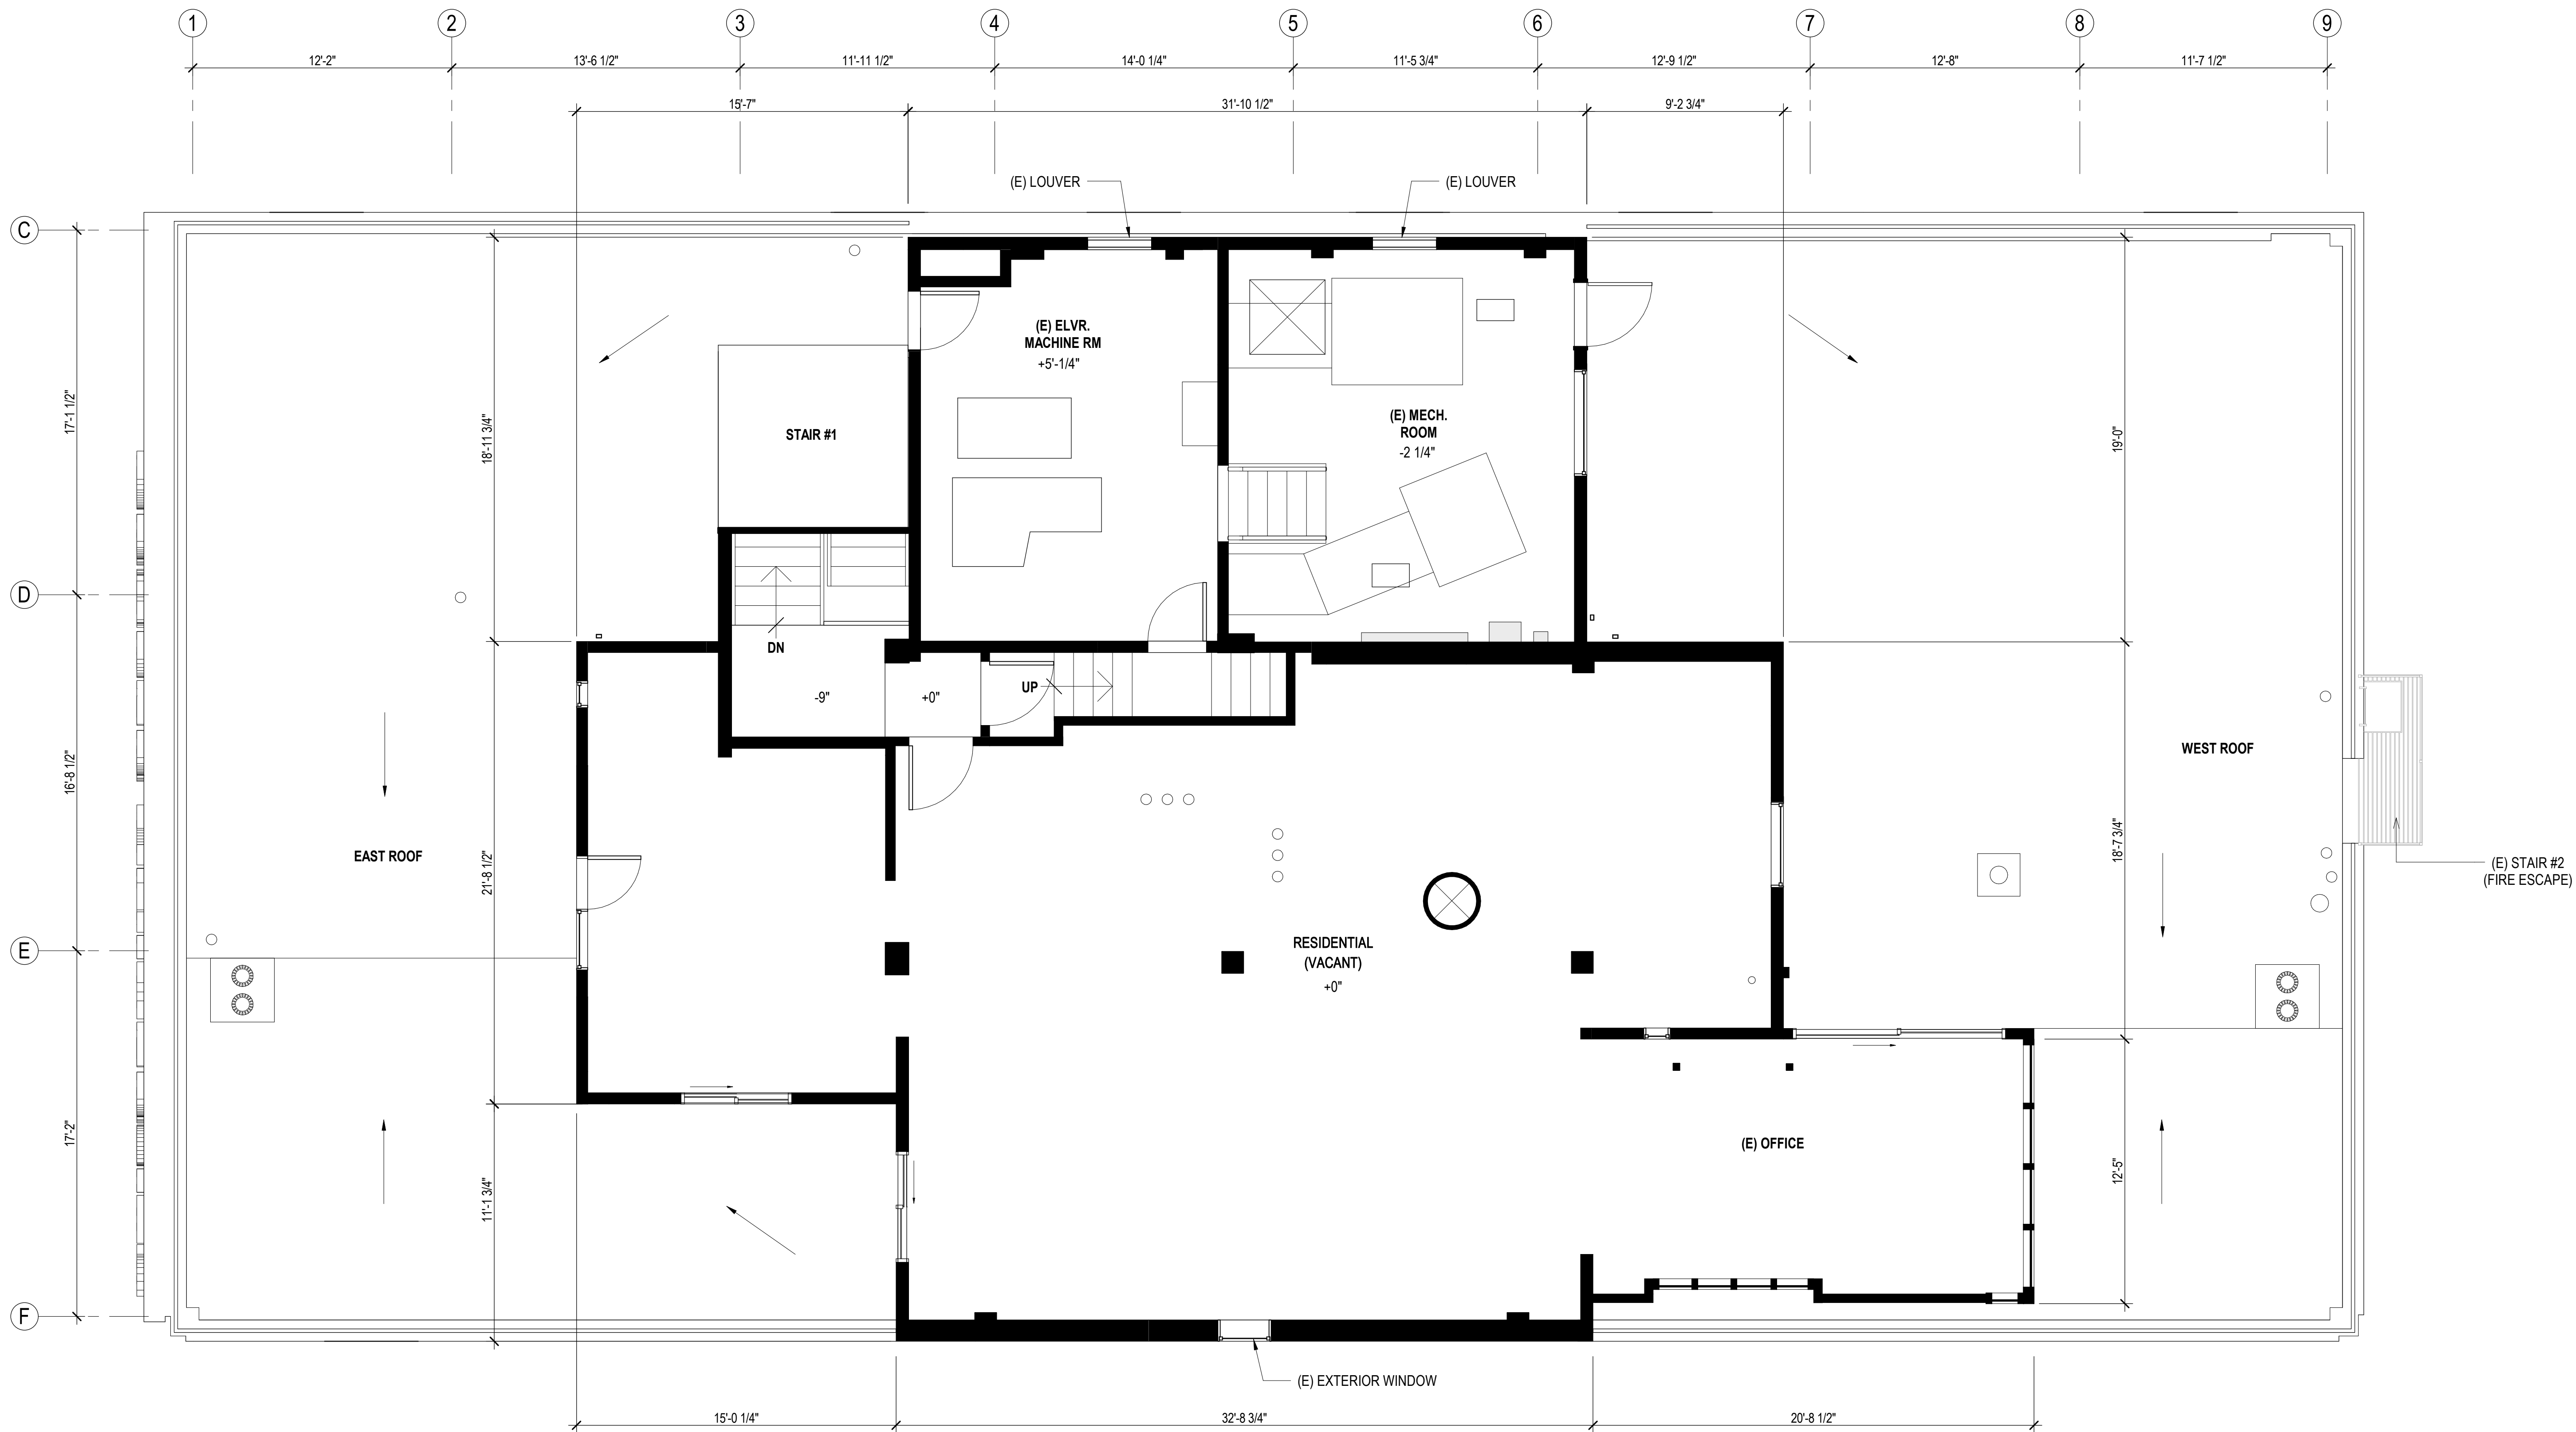 1 2 3 4 5 6 7 8 9
12'-2" 13'-6 1/2" 11'-11 1/2" 14'-0 1/4" 11'-5 3/4" 12'-9 1/2" 12'-8" 11'-7 1/2"
15'-7" 31'-10 1/2" 9'-2 3/4"
(E) LOUVER (E) LOUVER
C
(E) ELVR.
MACHINE RM
+5'-1/4"
17'-1 1/2"
18'-11 3/4"
STAIR #1
(E) MECH.
ROOM
-2 1/4"
19'-0"
D
DN
-9"
+0"
UP
WEST ROOF
16'-8 1/2"
EAST ROOF
21'-8 1/2"
18'-7 3/4"
(E) STAIR #2
(FIRE ESCAPE)
E
RESIDENTIAL
(VACANT)
+0"
17'-2"
11'-1 3/4"
(E) OFFICE
12'-5"
F
(E) EXTERIOR WINDOW
15'-0 1/4" 32'-8 3/4" 20'-8 1/2"